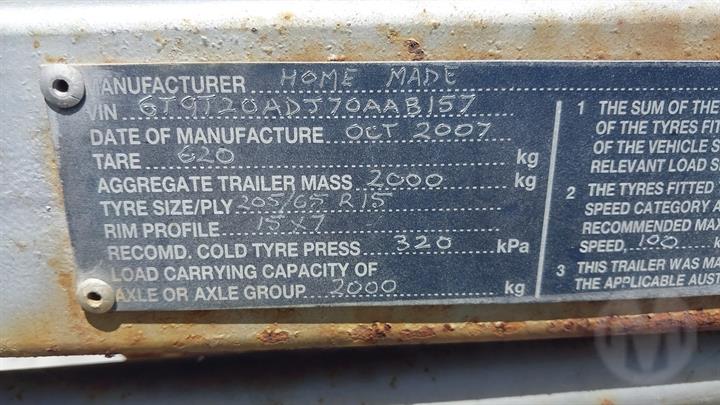 MANUFACTURER HOME MADE
VIN 6T9T20ADJ70AAB157
DATE OF MANUFACTURE OCT 2007
TARE 620 kg
AGGREGATE TRAILER MASS 2000 kg
TYRE SIZE/PLY 205/65 R15
RIM PROFILE 15 X 7
RECOMD. COLD TYRE PRESS 320 kPa
LOAD CARRYING CAPACITY OF
AXLE OR AXLE GROUP 2000 kg
1 THE SUM OF THE
OF THE TYRES FIT
OF THE VEHICLE S
RELEVANT LOAD S
2 THE TYRES FITTED
SPEED CATEGORY A
RECOMMENDED MAX
SPEED, 100 k
3 THIS TRAILER WAS MA
THE APPLICABLE AUST